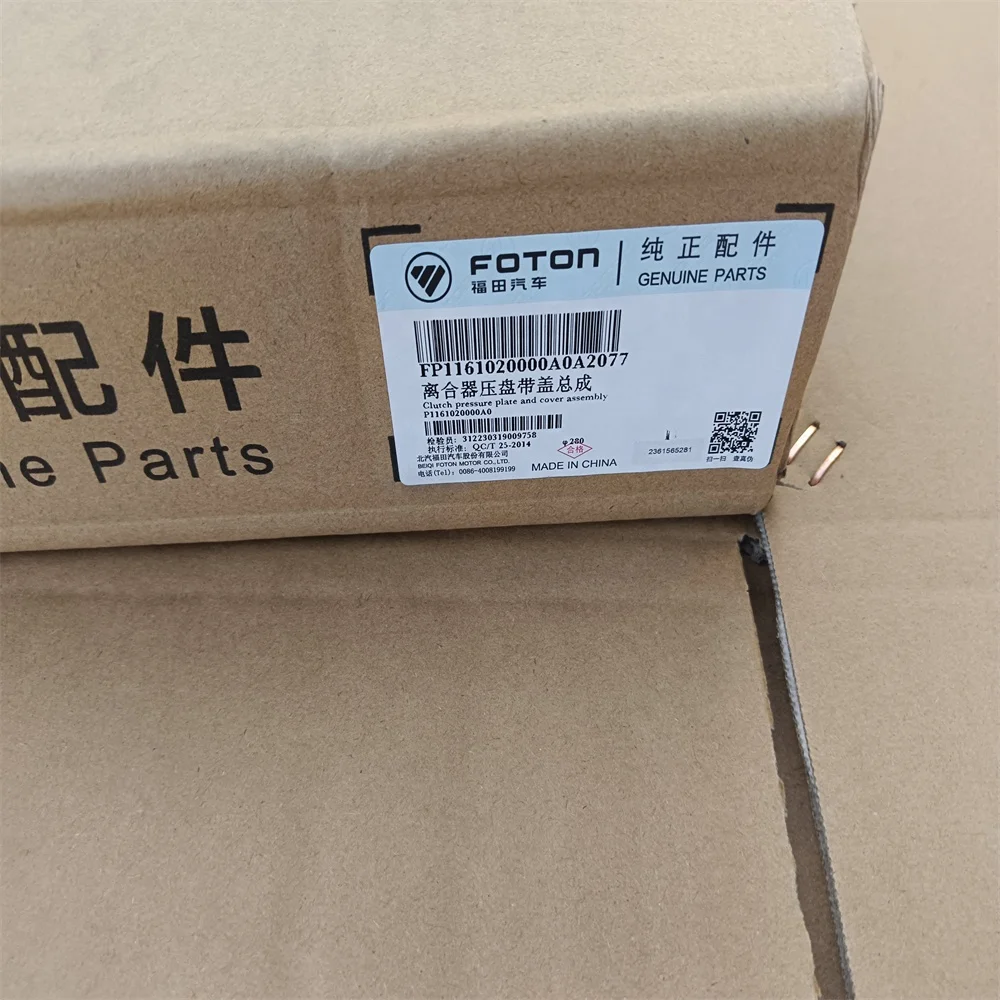 配件
ne Parts
FOTON
福田汽车
纯正配件
GENUINE PARTS
FP1161020000A0A2077
离合器压盘带盖总成
Clutch pressure plate and cover assembly
P1161020000A0
检验员: 312230319009758
执行标准: QC/T 25-2014
北汽福田汽车股份有限公司
BEIQI FOTON MOTOR CO., LTD.
电话(Tel): 0086-4008199199
φ280
合格
MADE IN CHINA
2361565281
扫一扫 查真伪